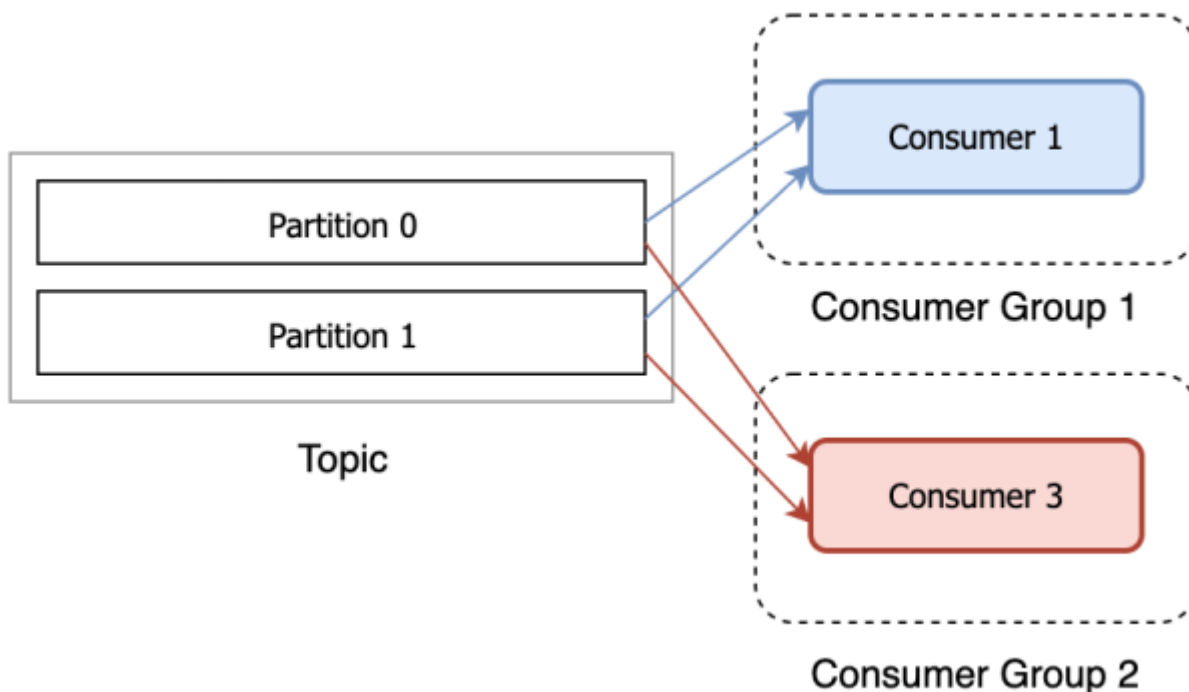 Consumer 1
Partition 0
Consumer Group 1
Partition 1
Topic
Consumer 3
Consumer Group 2